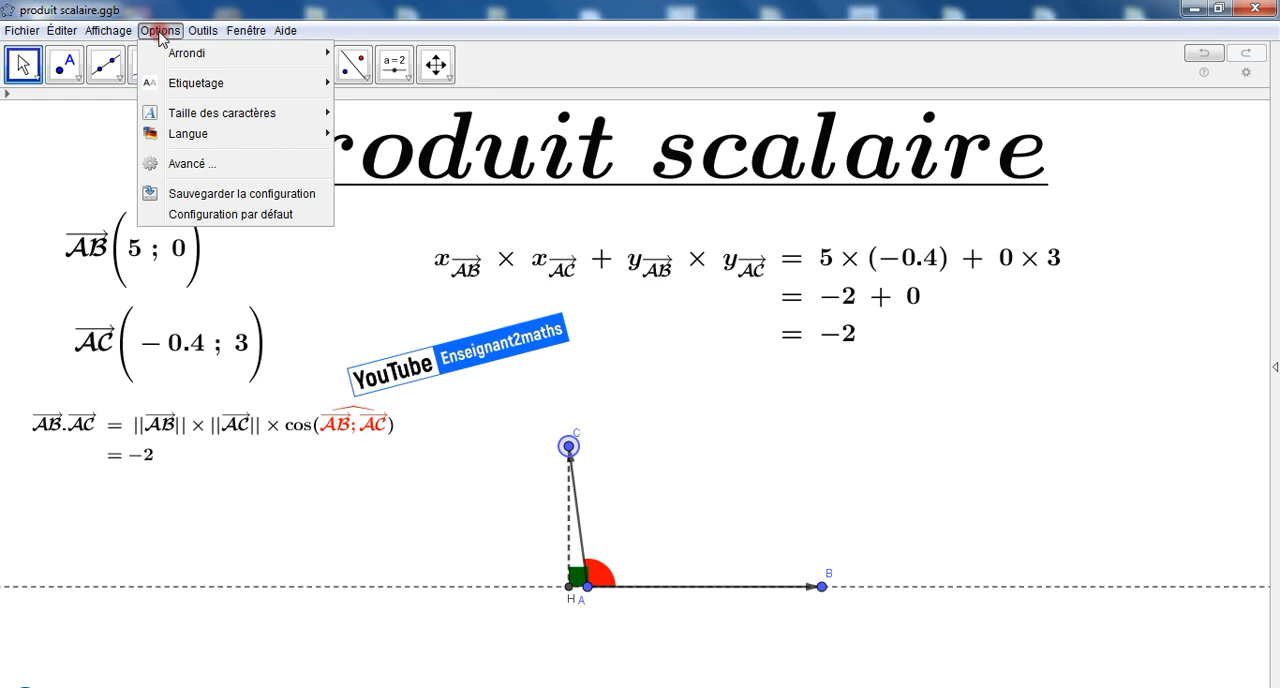 produit scalaire.ggb
Fichier Éditer Affichage Options Outils Fenêtre Aide
Arrondi
Etiquetage
Taille des caractères
Langue
Avancé ...
Sauvegarder la configuration
Configuration par défaut
A
a=2
roduit scalaire
AB(5 ; 0)
AC(−0.4 ; 3)
x_AB × x_AC + y_AB × y_AC = 5 × (−0.4) + 0 × 3
= −2 + 0
= −2
YouTube Enseignant2maths
AB.AC = ||AB|| × ||AC|| × cos(AB; AC)
= −2
C
B
H A